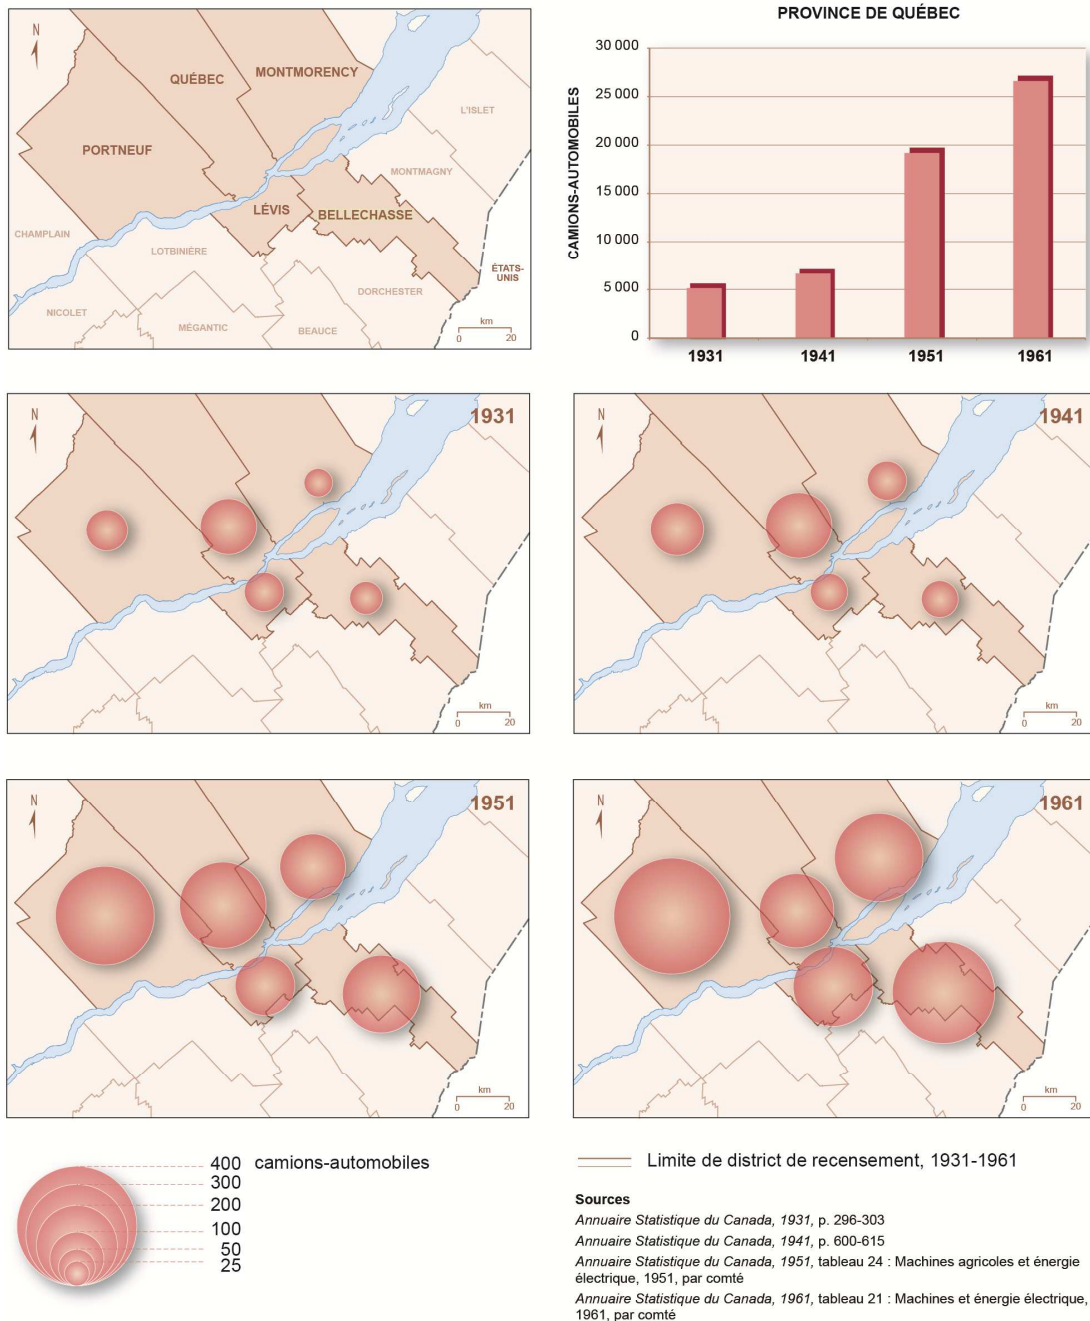 N
QUÉBEC
MONTMORENCY
L'ISLET
PORTNEUF
MONTMAGNY
LÉVIS
BELLECHASSE
CHAMPLAIN
LOTBINIÈRE
ÉTATS-
UNIS
DORCHESTER
NICOLET
MÉGANTIC
BEAUCE
km
0 20
PROVINCE DE QUÉBEC
CAMIONS-AUTOMOBILES
30 000
25 000
20 000
15 000
10 000
5 000
0
1931 1941 1951 1961
N
1931
km
0 20
N
1941
km
0 20
N
1951
km
0 20
N
1961
km
0 20
400 camions-automobiles
300
200
100
50
25
Limite de district de recensement, 1931-1961
Sources
Annuaire Statistique du Canada, 1931, p. 296-303
Annuaire Statistique du Canada, 1941, p. 600-615
Annuaire Statistique du Canada, 1951, tableau 24 : Machines agricoles et énergie
électrique, 1951, par comté
Annuaire Statistique du Canada, 1961, tableau 21 : Machines et énergie électrique,
1961, par comté